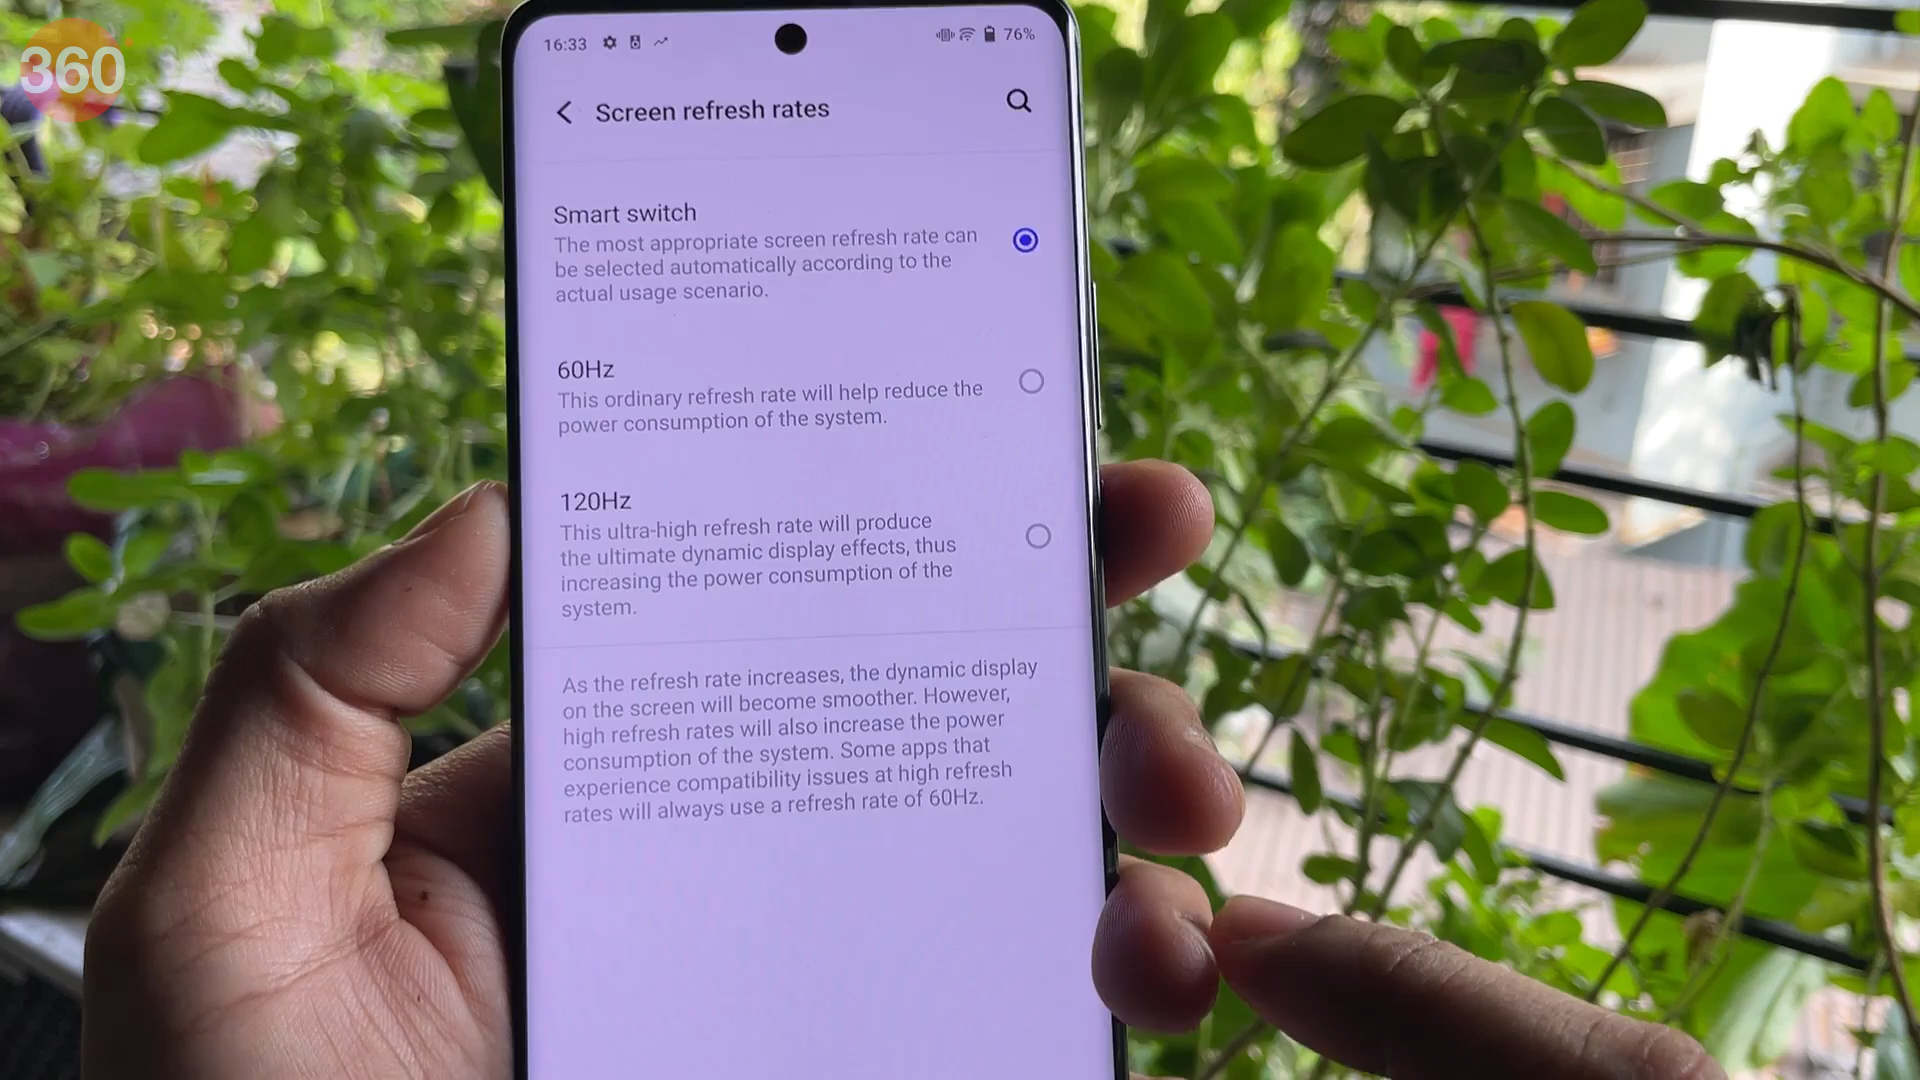 360
16:33
76%
Screen refresh rates
Smart switch
The most appropriate screen refresh rate can
be selected automatically according to the
actual usage scenario.
60Hz
This ordinary refresh rate will help reduce the
power consumption of the system.
120Hz
This ultra-high refresh rate will produce
the ultimate dynamic display effects, thus
increasing the power consumption of the
system.
As the refresh rate increases, the dynamic display
on the screen will become smoother. However,
high refresh rates will also increase the power
consumption of the system. Some apps that
experience compatibility issues at high refresh
rates will always use a refresh rate of 60Hz.